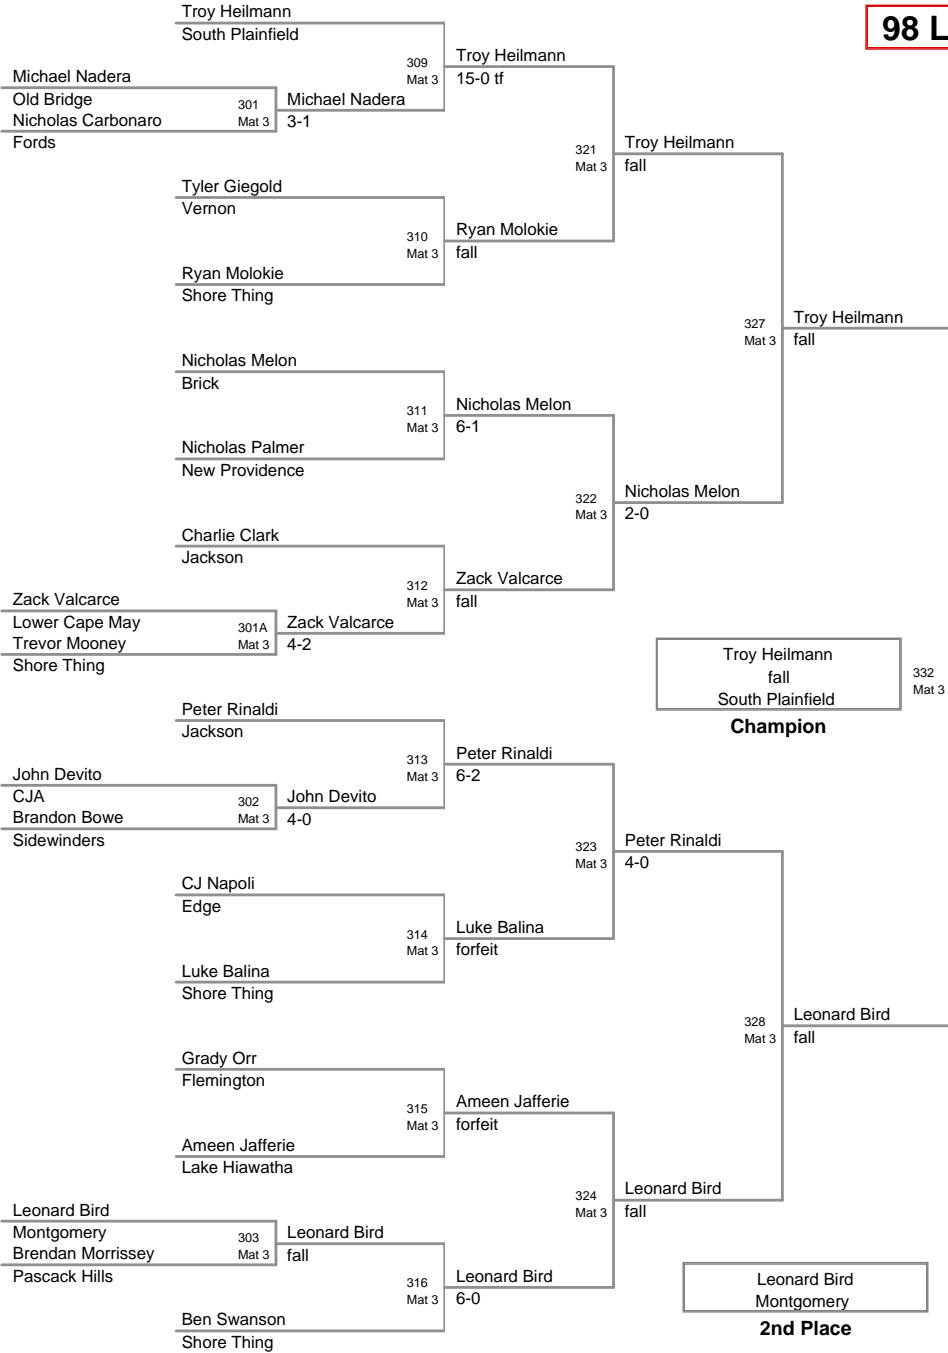 98 L
Troy Heilmann
South Plainfield
309
Mat 3
Troy Heilmann
15-0 tf
Michael Nadera
Old Bridge
Nicholas Carbonaro
Fords
301
Mat 3
Michael Nadera
3-1
321
Mat 3
Troy Heilmann
fall
Tyler Giegold
Vernon
310
Mat 3
Ryan Molokie
fall
Ryan Molokie
Shore Thing
327
Mat 3
Troy Heilmann
fall
Nicholas Melon
Brick
311
Mat 3
Nicholas Melon
6-1
Nicholas Palmer
New Providence
322
Mat 3
Nicholas Melon
2-0
Charlie Clark
Jackson
312
Mat 3
Zack Valcarce
fall
Zack Valcarce
Lower Cape May
Trevor Mooney
Shore Thing
301A
Mat 3
Zack Valcarce
4-2
Troy Heilmann
fall
South Plainfield
Champion
332
Mat 3
Peter Rinaldi
Jackson
313
Mat 3
Peter Rinaldi
6-2
John Devito
CJA
Brandon Bowe
Sidewinders
302
Mat 3
John Devito
4-0
323
Mat 3
Peter Rinaldi
4-0
CJ Napoli
Edge
314
Mat 3
Luke Balina
forfeit
Luke Balina
Shore Thing
328
Mat 3
Leonard Bird
fall
Grady Orr
Flemington
315
Mat 3
Ameen Jafferie
forfeit
Ameen Jafferie
Lake Hiawatha
324
Mat 3
Leonard Bird
fall
Leonard Bird
Montgomery
Brendan Morrissey
Pascack Hills
303
Mat 3
Leonard Bird
fall
316
Mat 3
Leonard Bird
6-0
Ben Swanson
Shore Thing
Leonard Bird
Montgomery
2nd Place